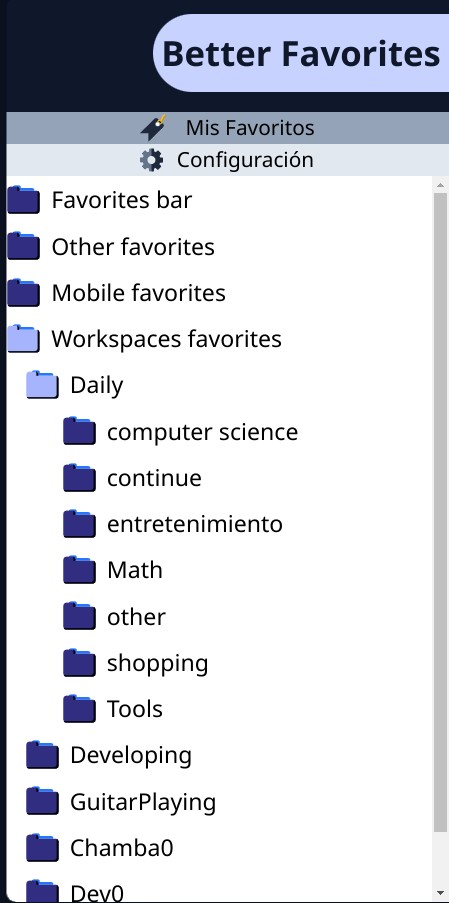 Better Favorites
Mis Favoritos
Configuración
Favorites bar
Other favorites
Mobile favorites
Workspaces favorites
Daily
computer science
continue
entretenimiento
Math
other
shopping
Tools
Developing
GuitarPlaying
Chamba0
Dev0